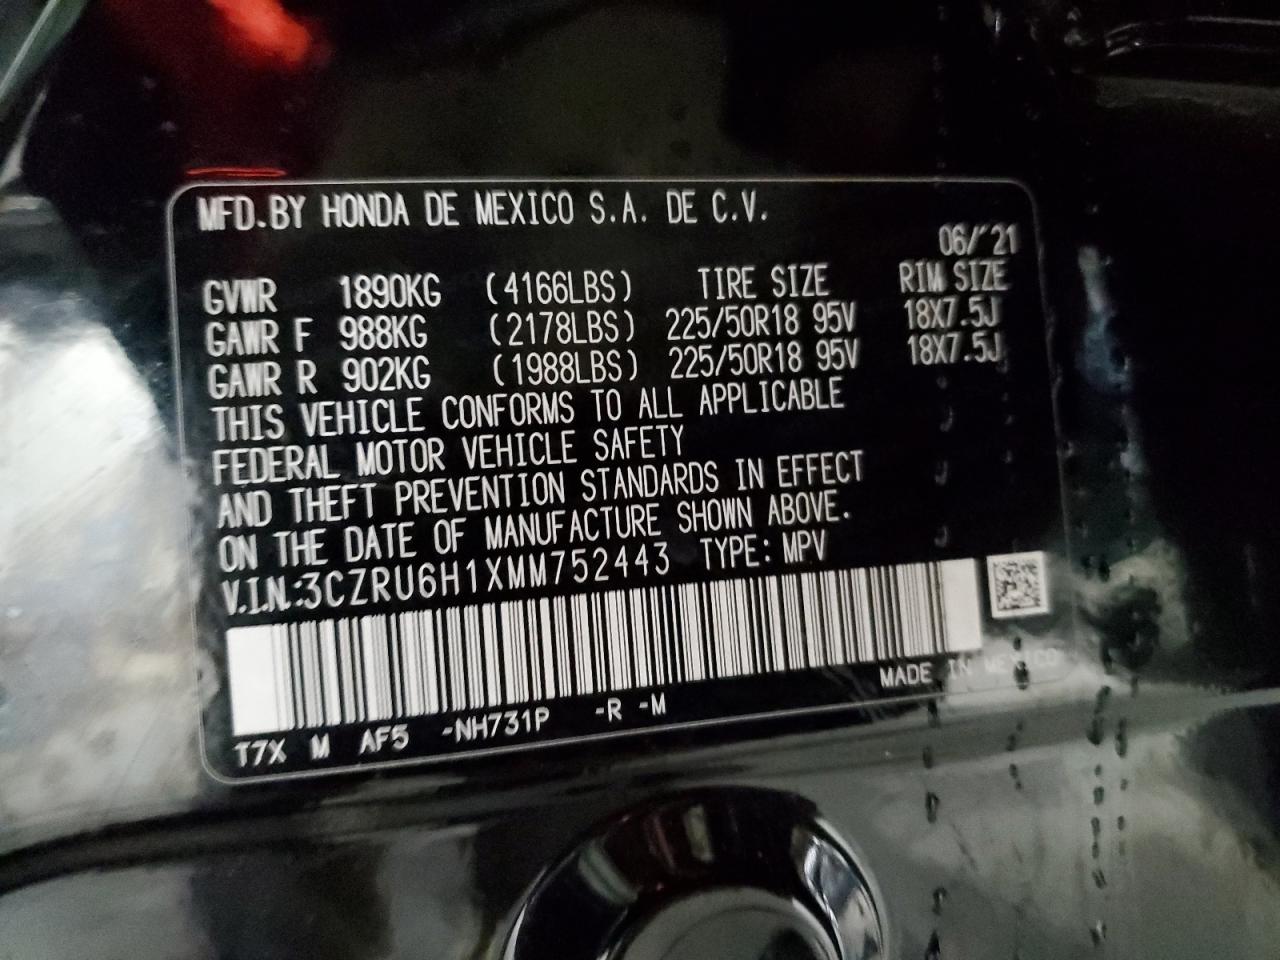 MFD.BY HONDA DE MEXICO S.A. DE C.V.
06/'21
GVWR 1890KG (4166LBS) TIRE SIZE RIM SIZE
GAWR F 988KG (2178LBS) 225/50R18 95V 18X7.5J
GAWR R 902KG (1988LBS) 225/50R18 95V 18X7.5J
THIS VEHICLE CONFORMS TO ALL APPLICABLE
FEDERAL MOTOR VEHICLE SAFETY
AND THEFT PREVENTION STANDARDS IN EFFECT
ON THE DATE OF MANUFACTURE SHOWN ABOVE.
V.I.N.:3CZRU6H1XMM752443 TYPE: MPV
MADE IN MEXICO
T7X M AF5 -NH731P -R -M